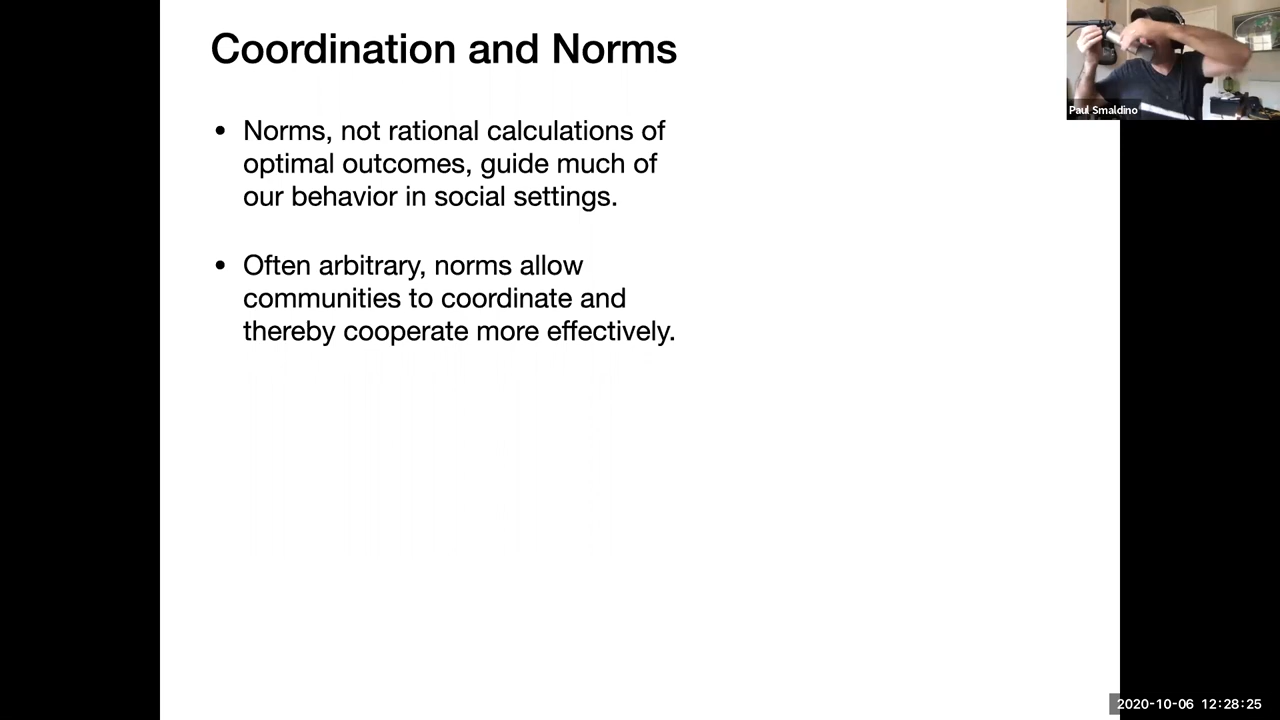 Coordination and Norms
• Norms, not rational calculations of
optimal outcomes, guide much of
our behavior in social settings.
• Often arbitrary, norms allow
communities to coordinate and
thereby cooperate more effectively.
Paul Smaldino
2020-10-06 12:28:25